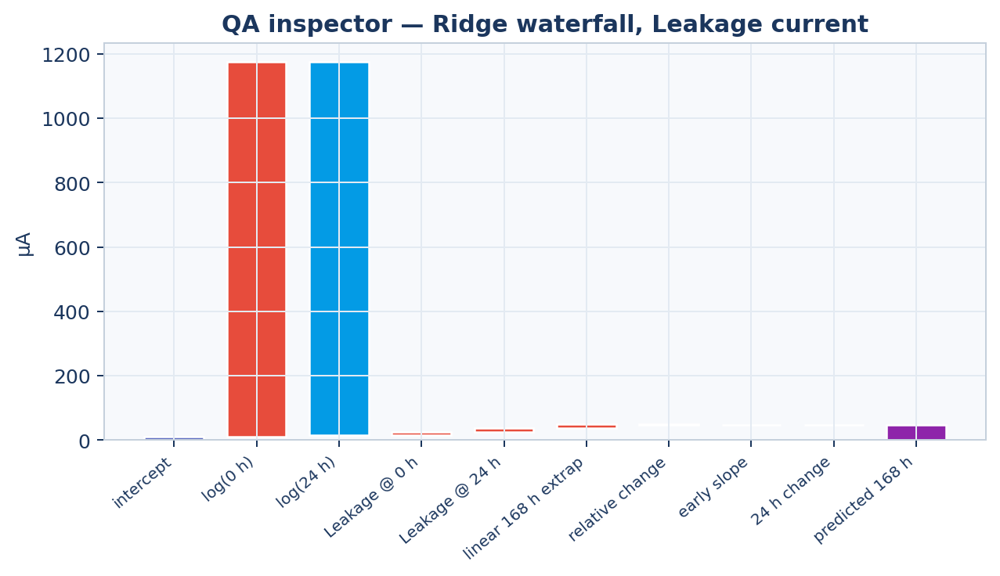 QA inspector — Ridge waterfall, Leakage current
1200
1000
800
600
400
200
0
µA
intercept
log(0 h)
log(24 h)
Leakage @ 0 h
Leakage @ 24 h
linear 168 h extrap
relative change
early slope
24 h change
predicted 168 h